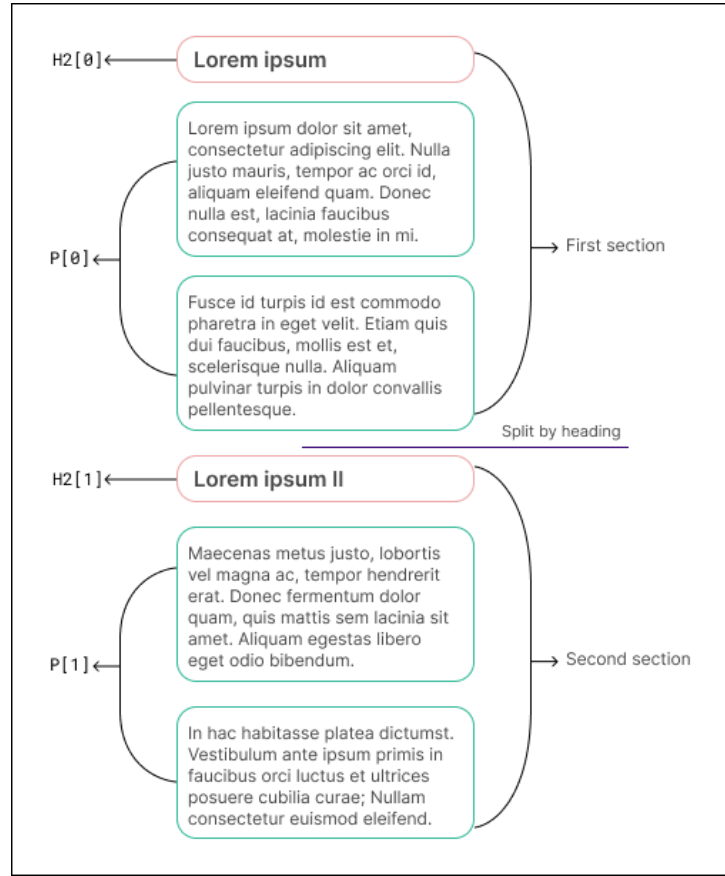 H2[0]
Lorem ipsum
Lorem ipsum dolor sit amet,
consectetur adipiscing elit. Nulla
justo mauris, tempor ac orci id,
aliquam eleifend quam. Donec
nulla est, lacinia faucibus
consequat at, molestie in mi.
P[0]
First section
Fusce id turpis id est commodo
pharetra in eget velit. Etiam quis
dui faucibus, mollis est et,
scelerisque nulla. Aliquam
pulvinar turpis in dolor convallis
pellentesque.
Split by heading
H2[1]
Lorem ipsum II
Maecenas metus justo, lobortis
vel magna ac, tempor hendrerit
erat. Donec fermentum dolor
quam, quis mattis sem lacinia sit
amet. Aliquam egestas libero
eget odio bibendum.
P[1]
Second section
In hac habitasse platea dictumst.
Vestibulum ante ipsum primis in
faucibus orci luctus et ultrices
posuere cubilia curae; Nullam
consectetur euismod eleifend.